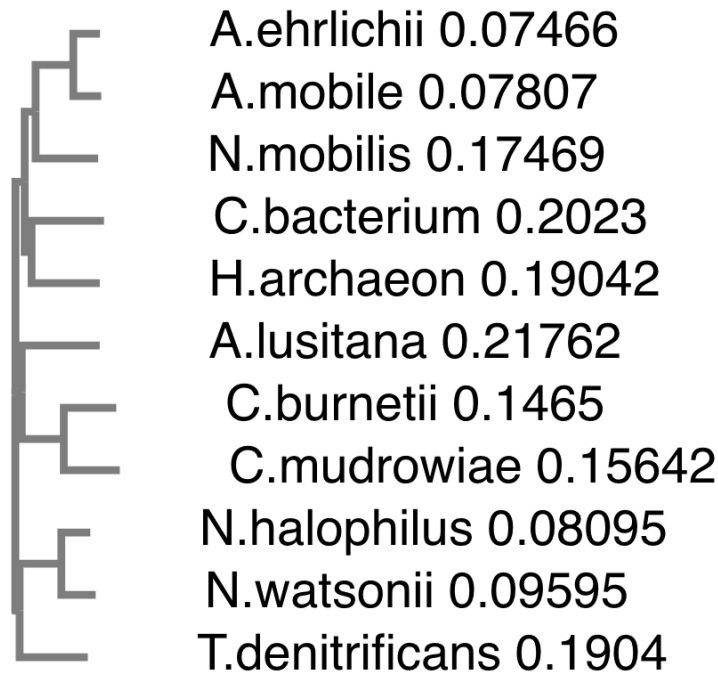 A.ehrlichii 0.07466
A.mobile 0.07807
N.mobilis 0.17469
C.bacterium 0.2023
H.archaeon 0.19042
A.lusitana 0.21762
C.burnetii 0.1465
C.mudrowiae 0.15642
N.halophilus 0.08095
N.watsonii 0.09595
T.denitrificans 0.1904